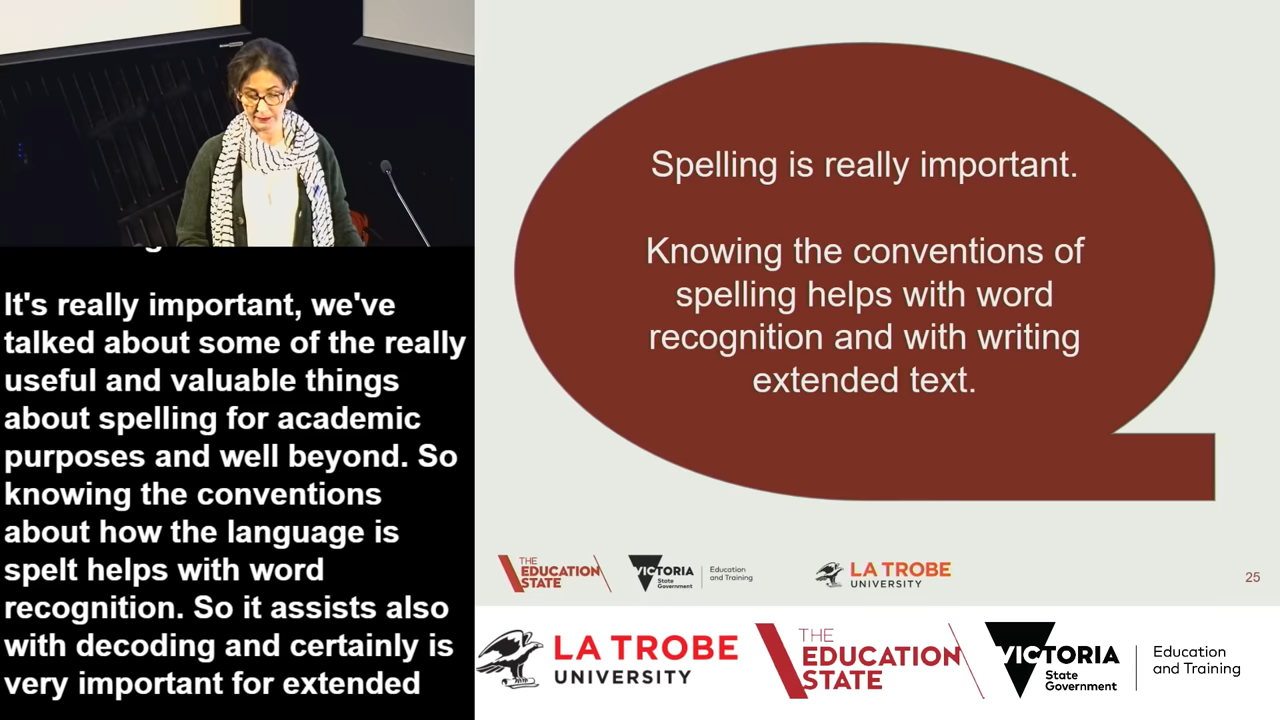 It's really important, we've
talked about some of the really
useful and valuable things
about spelling for academic
purposes and well beyond. So
knowing the conventions
about how the language is
spelt helps with word
recognition. So it assists also
with decoding and certainly is
very important for extended
Spelling is really important.
Knowing the conventions of
spelling helps with word
recognition and with writing
extended text.
THE
EDUCATION
STATE
VICTORIA
State
Government
Education
and Training
LA TROBE
UNIVERSITY
25
LA TROBE
UNIVERSITY
THE
EDUCATION
STATE
VICTORIA
State
Government
Education
and Training